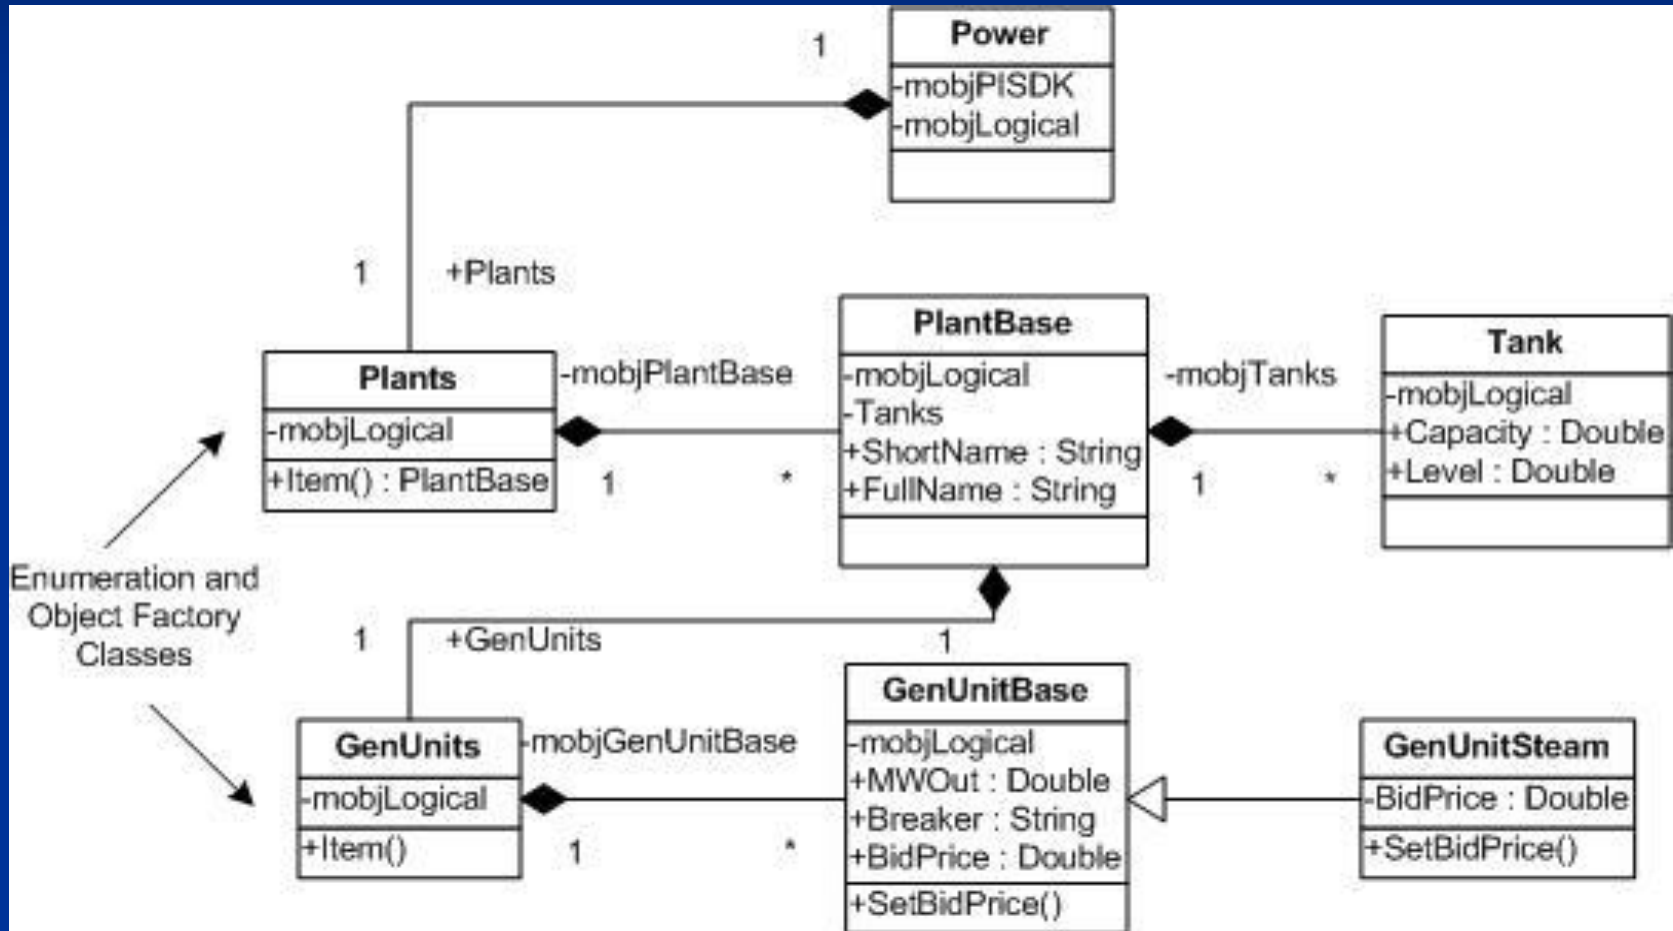 Power
-mobjPISDK
-mobjLogical
1
1
+Plants
Plants
-mobjLogical
+Item() : PlantBase
-mobjPlantBase
1
*
PlantBase
-mobjLogical
-Tanks
+ShortName : String
+FullName : String
-mobjTanks
1
*
Tank
-mobjLogical
+Capacity : Double
+Level : Double
Enumeration and
Object Factory
Classes
1
+GenUnits
1
GenUnits
-mobjLogical
+Item()
-mobjGenUnitBase
1
*
GenUnitBase
-mobjLogical
+MWOut : Double
+Breaker : String
+BidPrice : Double
+SetBidPrice()
GenUnitSteam
-BidPrice : Double
+SetBidPrice()